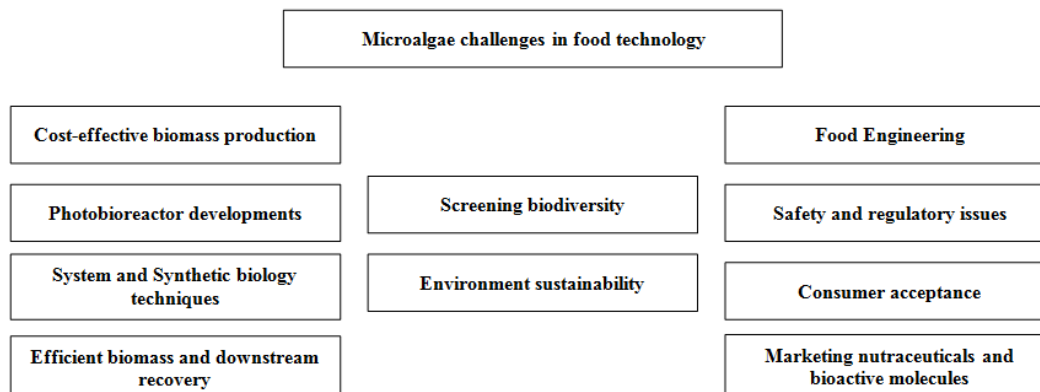 Microalgae challenges in food technology
Cost-effective biomass production
Photobioreactor developments
System and Synthetic biology
techniques
Efficient biomass and downstream
recovery
Screening biodiversity
Environment sustainability
Food Engineering
Safety and regulatory issues
Consumer acceptance
Marketing nutraceuticals and
bioactive molecules